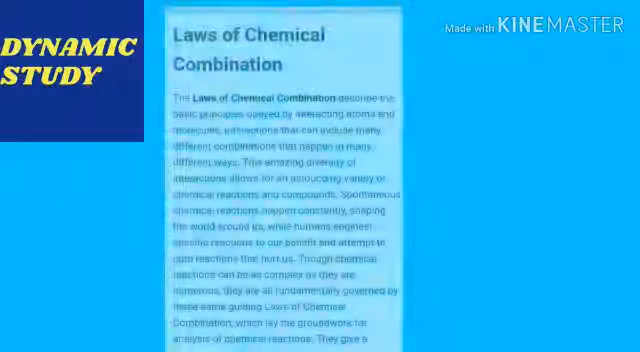 DYNAMIC
STUDY
Made with KINEMASTER
Laws of Chemical
Combination
The Laws of Chemical Combination describe the
basic principles obeyed by interacting atoms and
molecules, interactions that can include many
different combinations that happen in many
different ways. This amazing diversity of
interactions allows for an astounding variety of
chemical reactions and compounds. Spontaneous
chemical reactions happen constantly, shaping
the world around us, while humans engineer
specific reactions to our benefit and attempt to
reactions that hurt us. Though chemical
reactions can be as complex as they are
numerous, they are all fundamentally governed by
these same guiding Laws of Chemical
Combination, which lay the groundwork for
analysis of chemical reactions. They give a